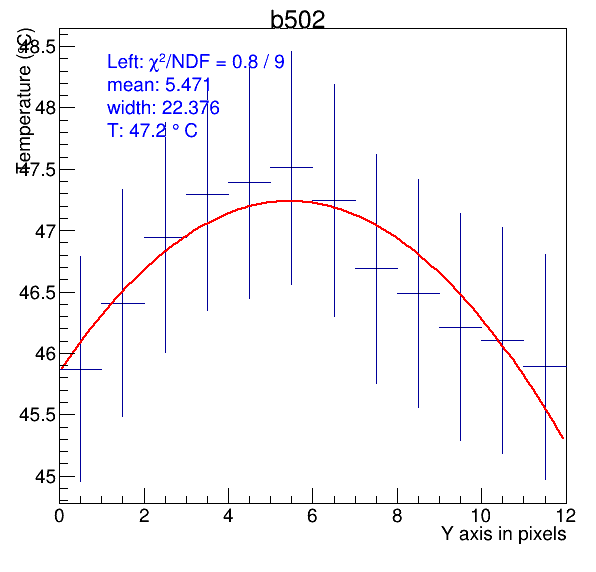 b502
Temperature (°C)
Left: χ²/NDF = 0.8 / 9
mean: 5.471
width: 22.376
T: 47.2 ° C
48.5
48
47.5
47
46.5
46
45.5
45
0 2 4 6 8 10 12
Y axis in pixels